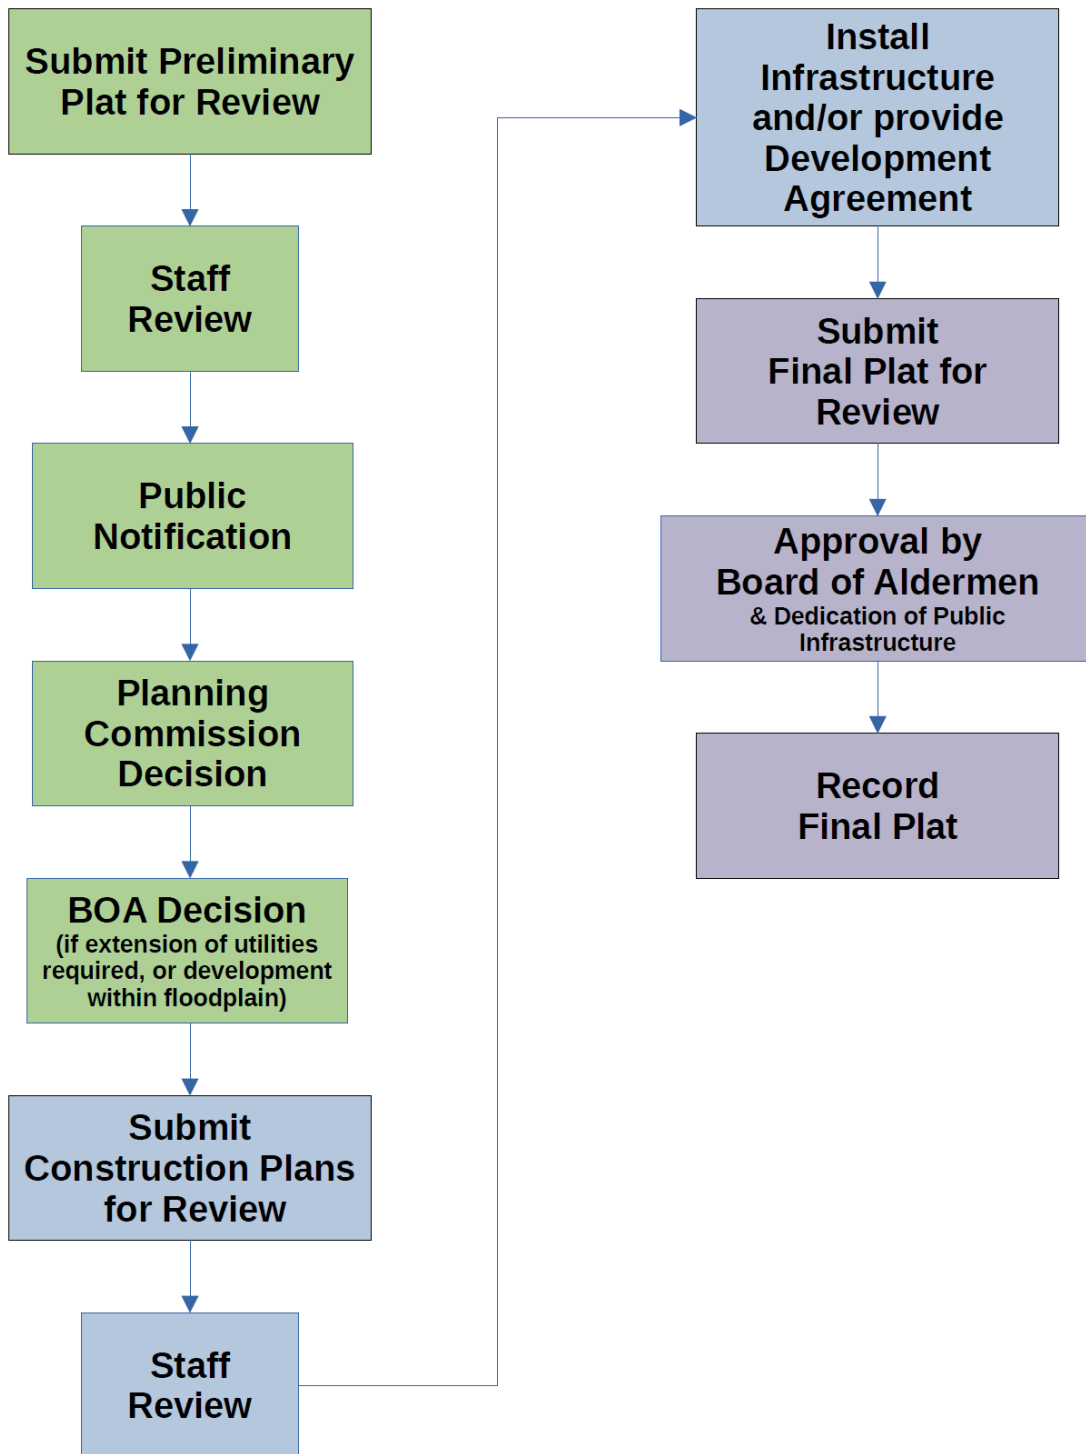 Submit Preliminary
Plat for Review
Staff
Review
Public
Notification
Planning
Commission
Decision
BOA Decision
(if extension of utilities
required, or development
within floodplain)
Submit
Construction Plans
for Review
Staff
Review
Install
Infrastructure
and/or provide
Development
Agreement
Submit
Final Plat for
Review
Approval by
Board of Aldermen
& Dedication of Public
Infrastructure
Record
Final Plat